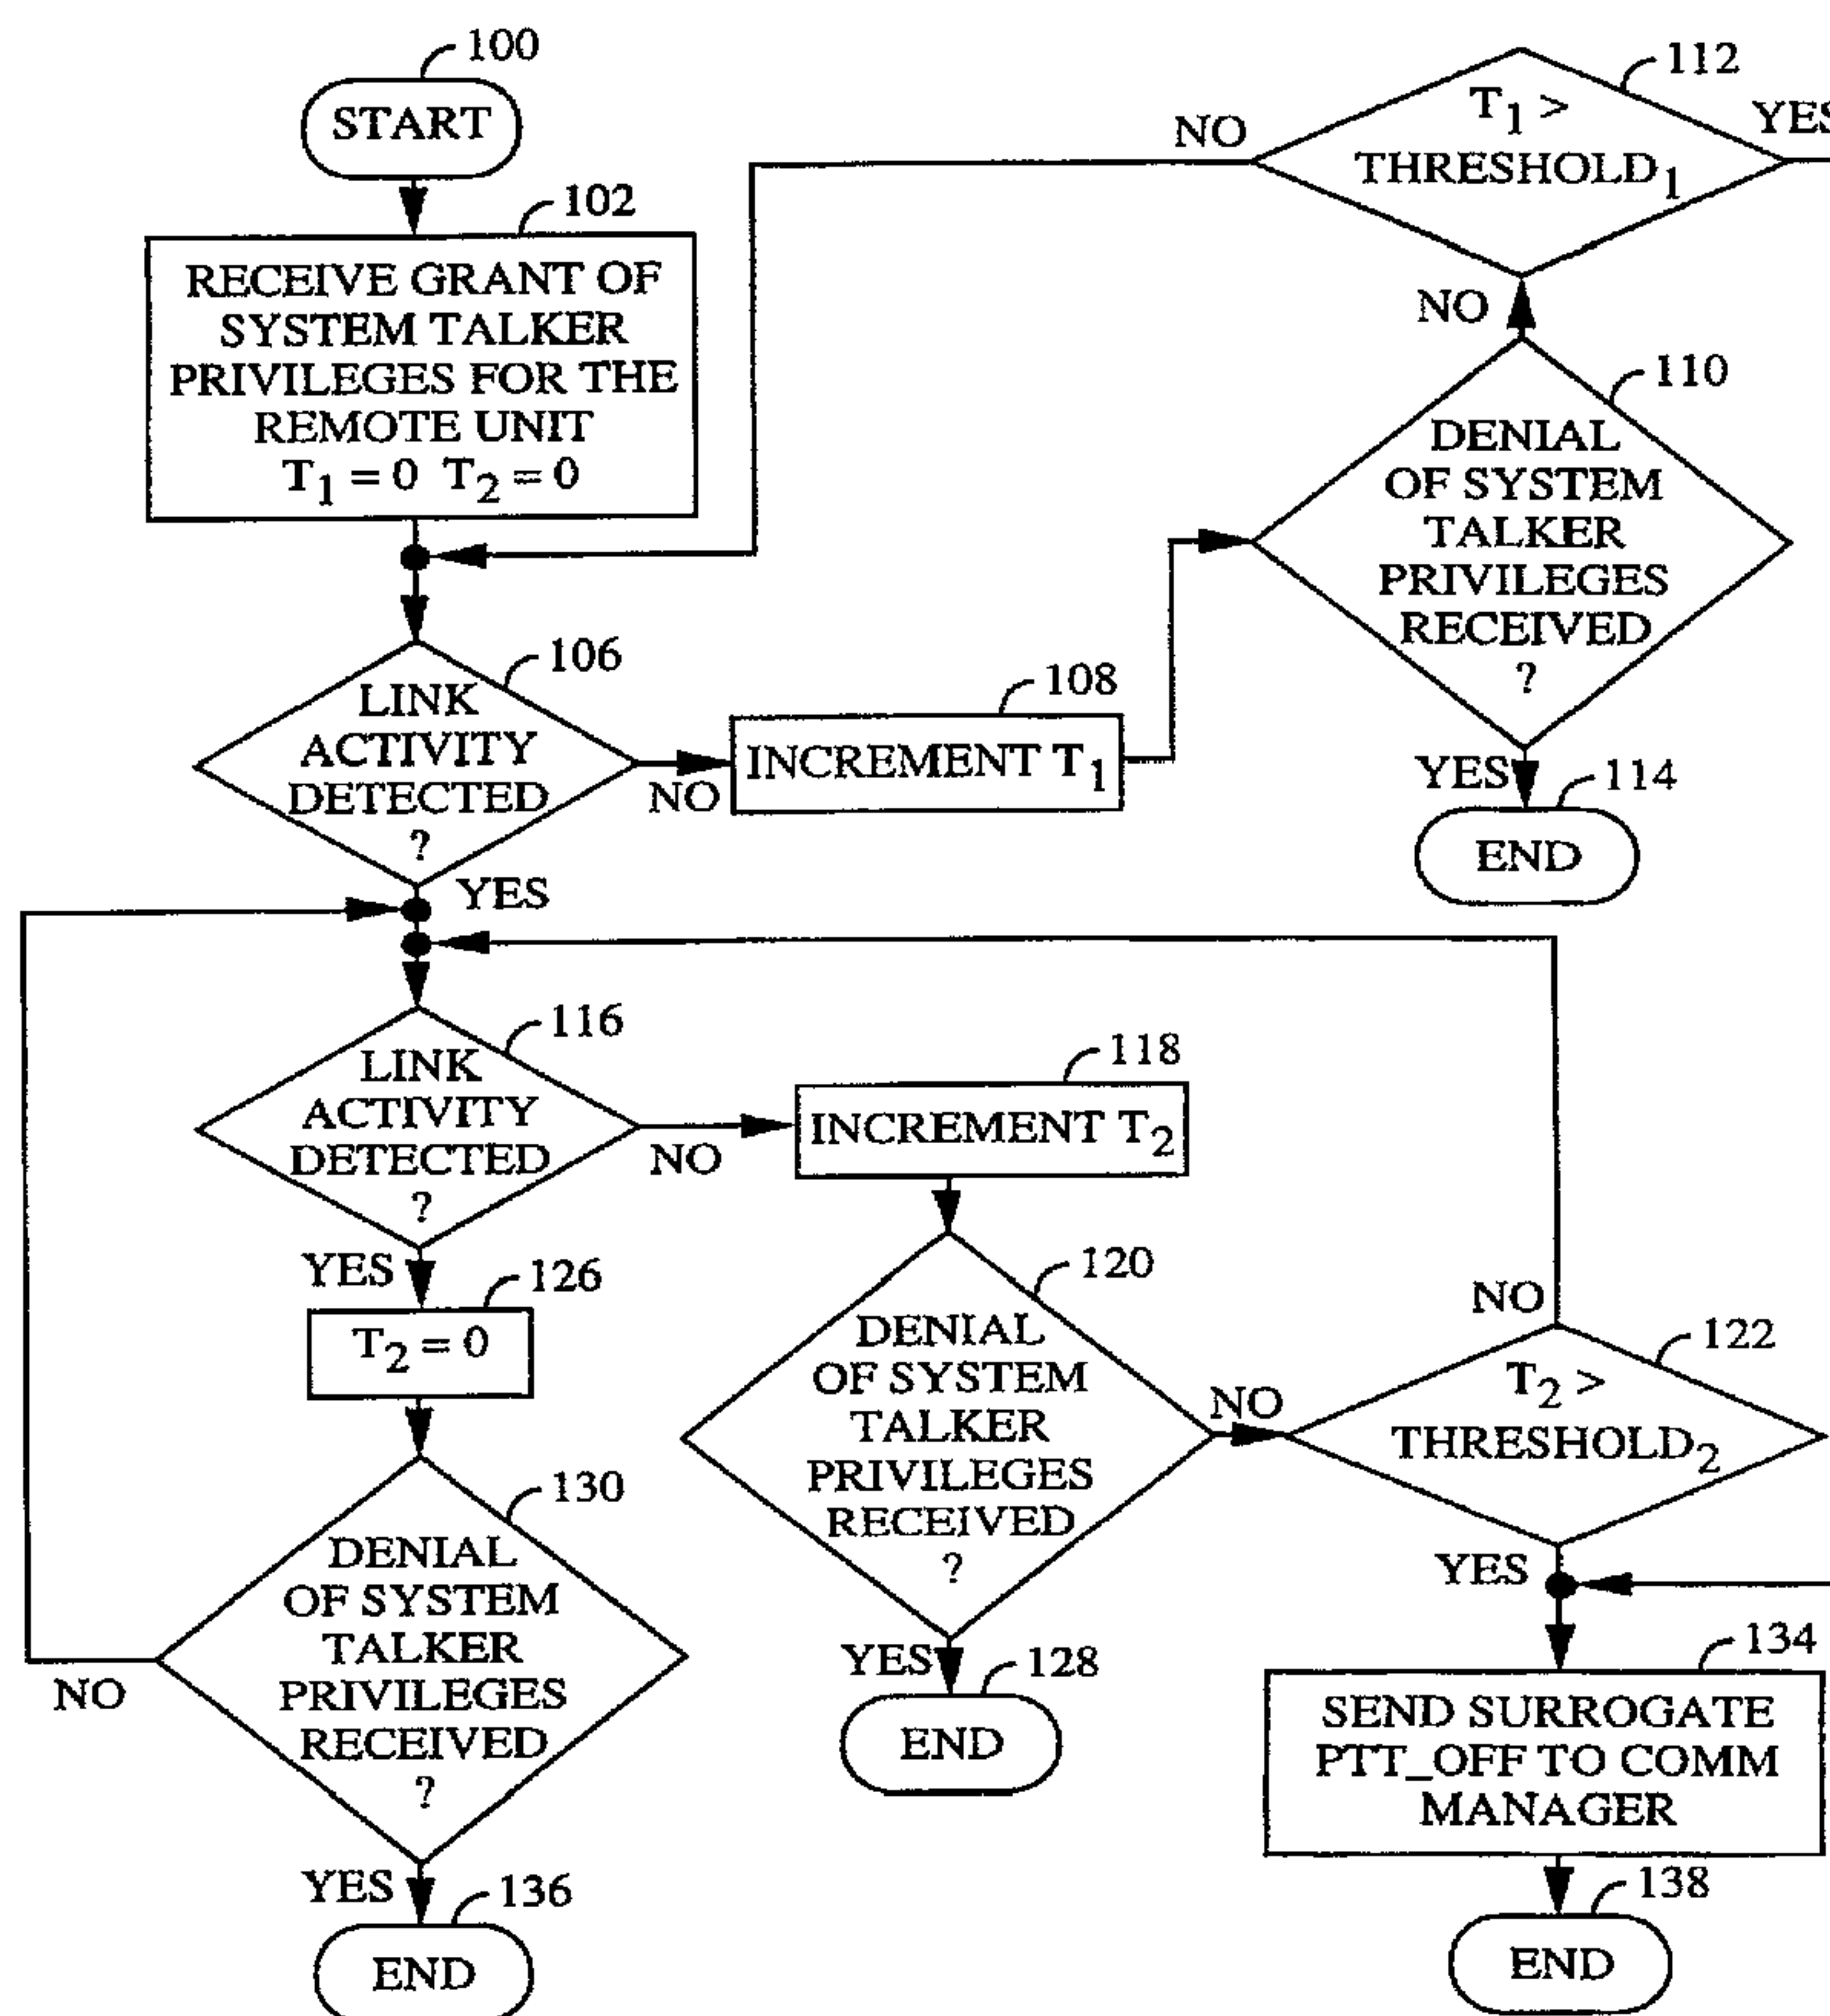 100
START
102
RECEIVE GRANT OF
SYSTEM TALKER
PRIVILEGES FOR THE
REMOTE UNIT
T1 = 0 T2 = 0
112
T1 >
THRESHOLD1
NO
YES
NO
110
DENIAL
OF SYSTEM
TALKER
PRIVILEGES
RECEIVED
?
YES
114
END
106
LINK
ACTIVITY
DETECTED
?
NO
108
INCREMENT T1
YES
116
LINK
ACTIVITY
DETECTED
?
NO
118
INCREMENT T2
YES
126
T2 = 0
120
DENIAL
OF SYSTEM
TALKER
PRIVILEGES
RECEIVED
?
NO
NO
122
T2 >
THRESHOLD2
YES
130
DENIAL
OF SYSTEM
TALKER
PRIVILEGES
RECEIVED
?
NO
YES
128
END
134
SEND SURROGATE
PTT_OFF TO COMM
MANAGER
YES
136
END
138
END